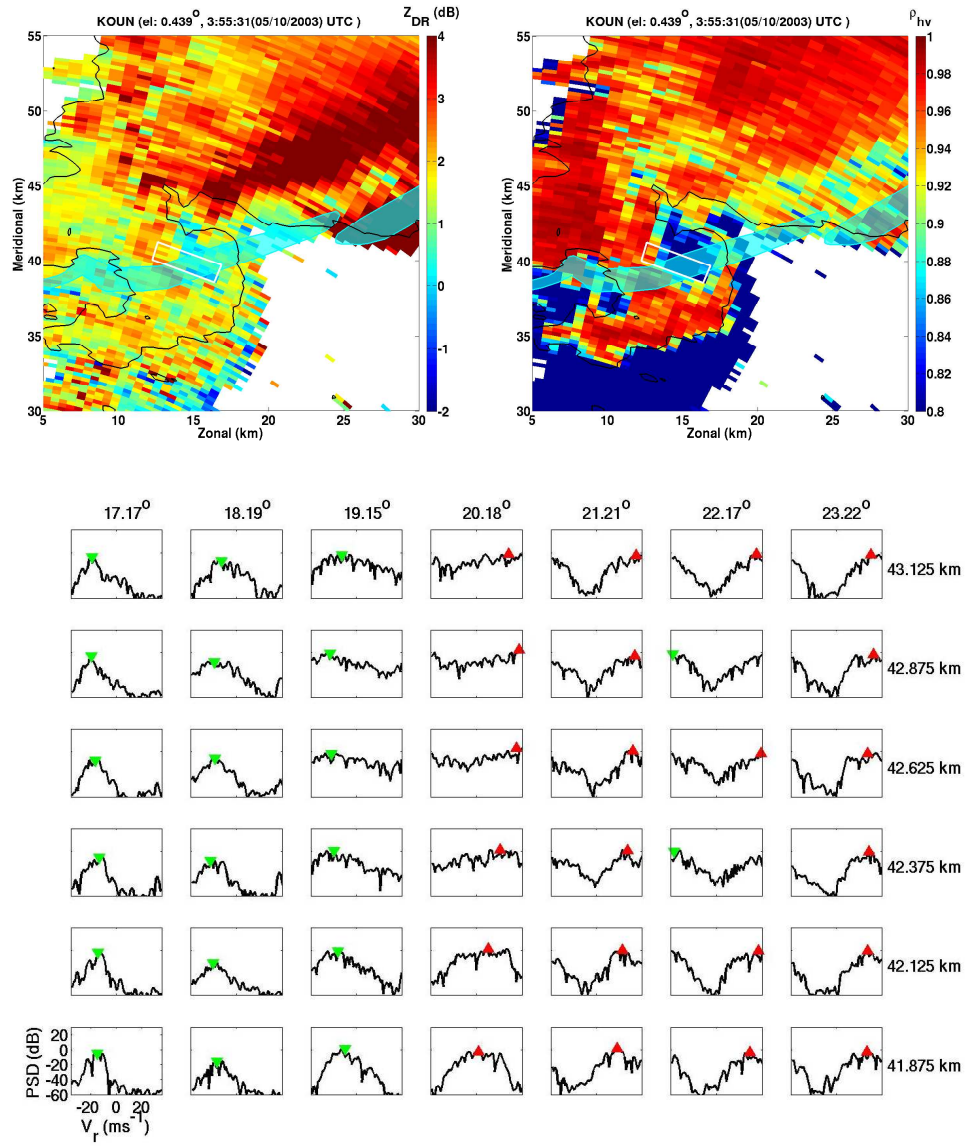 KOUN (el: 0.439°, 3:55:31(05/10/2003) UTC ) Z_DR (dB)
55
50
45
40
35
30
Meridional (km)
5 10 15 20 25 30
Zonal (km)
4
3
2
1
0
-1
-2
KOUN (el: 0.439°, 3:55:31(05/10/2003) UTC ) ρ_hv
55
50
45
40
35
30
Meridional (km)
5 10 15 20 25 30
Zonal (km)
1
0.98
0.96
0.94
0.92
0.9
0.88
0.86
0.84
0.82
0.8
17.17° 18.19° 19.15° 20.18° 21.21° 22.17° 23.22°
43.125 km
42.875 km
42.625 km
42.375 km
42.125 km
41.875 km
PSD (dB)
20
0
-20
-40
-60
-20 0 20
V_r (ms⁻¹)